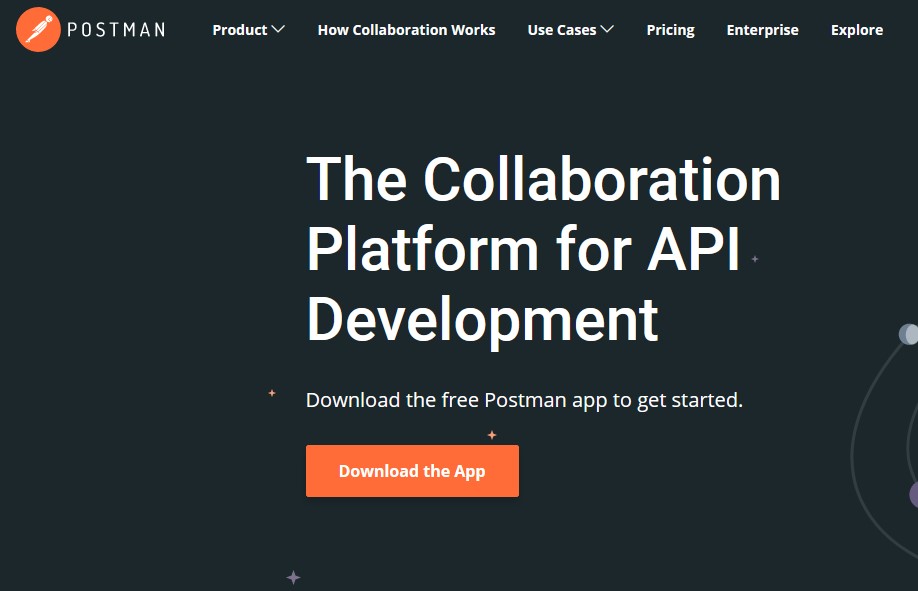 POSTMAN
Product
How Collaboration Works
Use Cases
Pricing
Enterprise
Explore
The Collaboration
Platform for API
Development
Download the free Postman app to get started.
Download the App